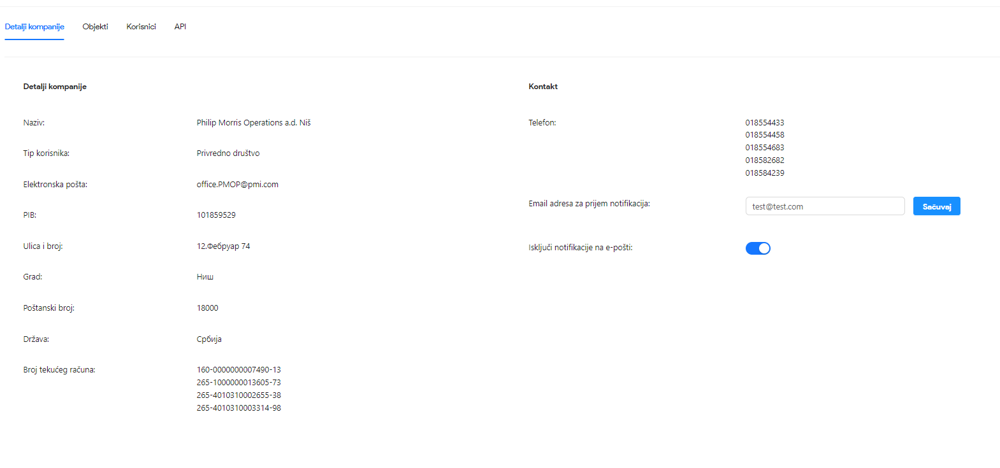 Detalji kompanije
Objekti
Korisnici
API
Detalji kompanije
Naziv:
Philip Morris Operations a.d. Niš
Tip korisnika:
Privredno društvo
Elektronska pošta:
office.PMOP@pmi.com
PIB:
101859529
Ulica i broj:
12.Фебруар 74
Grad:
Ниш
Poštanski broj:
18000
Država:
Србија
Broj tekućeg računa:
160-0000000007490-13
265-1000000013605-73
265-4010310002655-38
265-4010310003314-98
Kontakt
Telefon:
018554433
018554458
018554683
018582682
018584239
Email adresa za prijem notifikacija:
test@test.com
Sačuvaj
Isključi notifikacije na e-pošti: